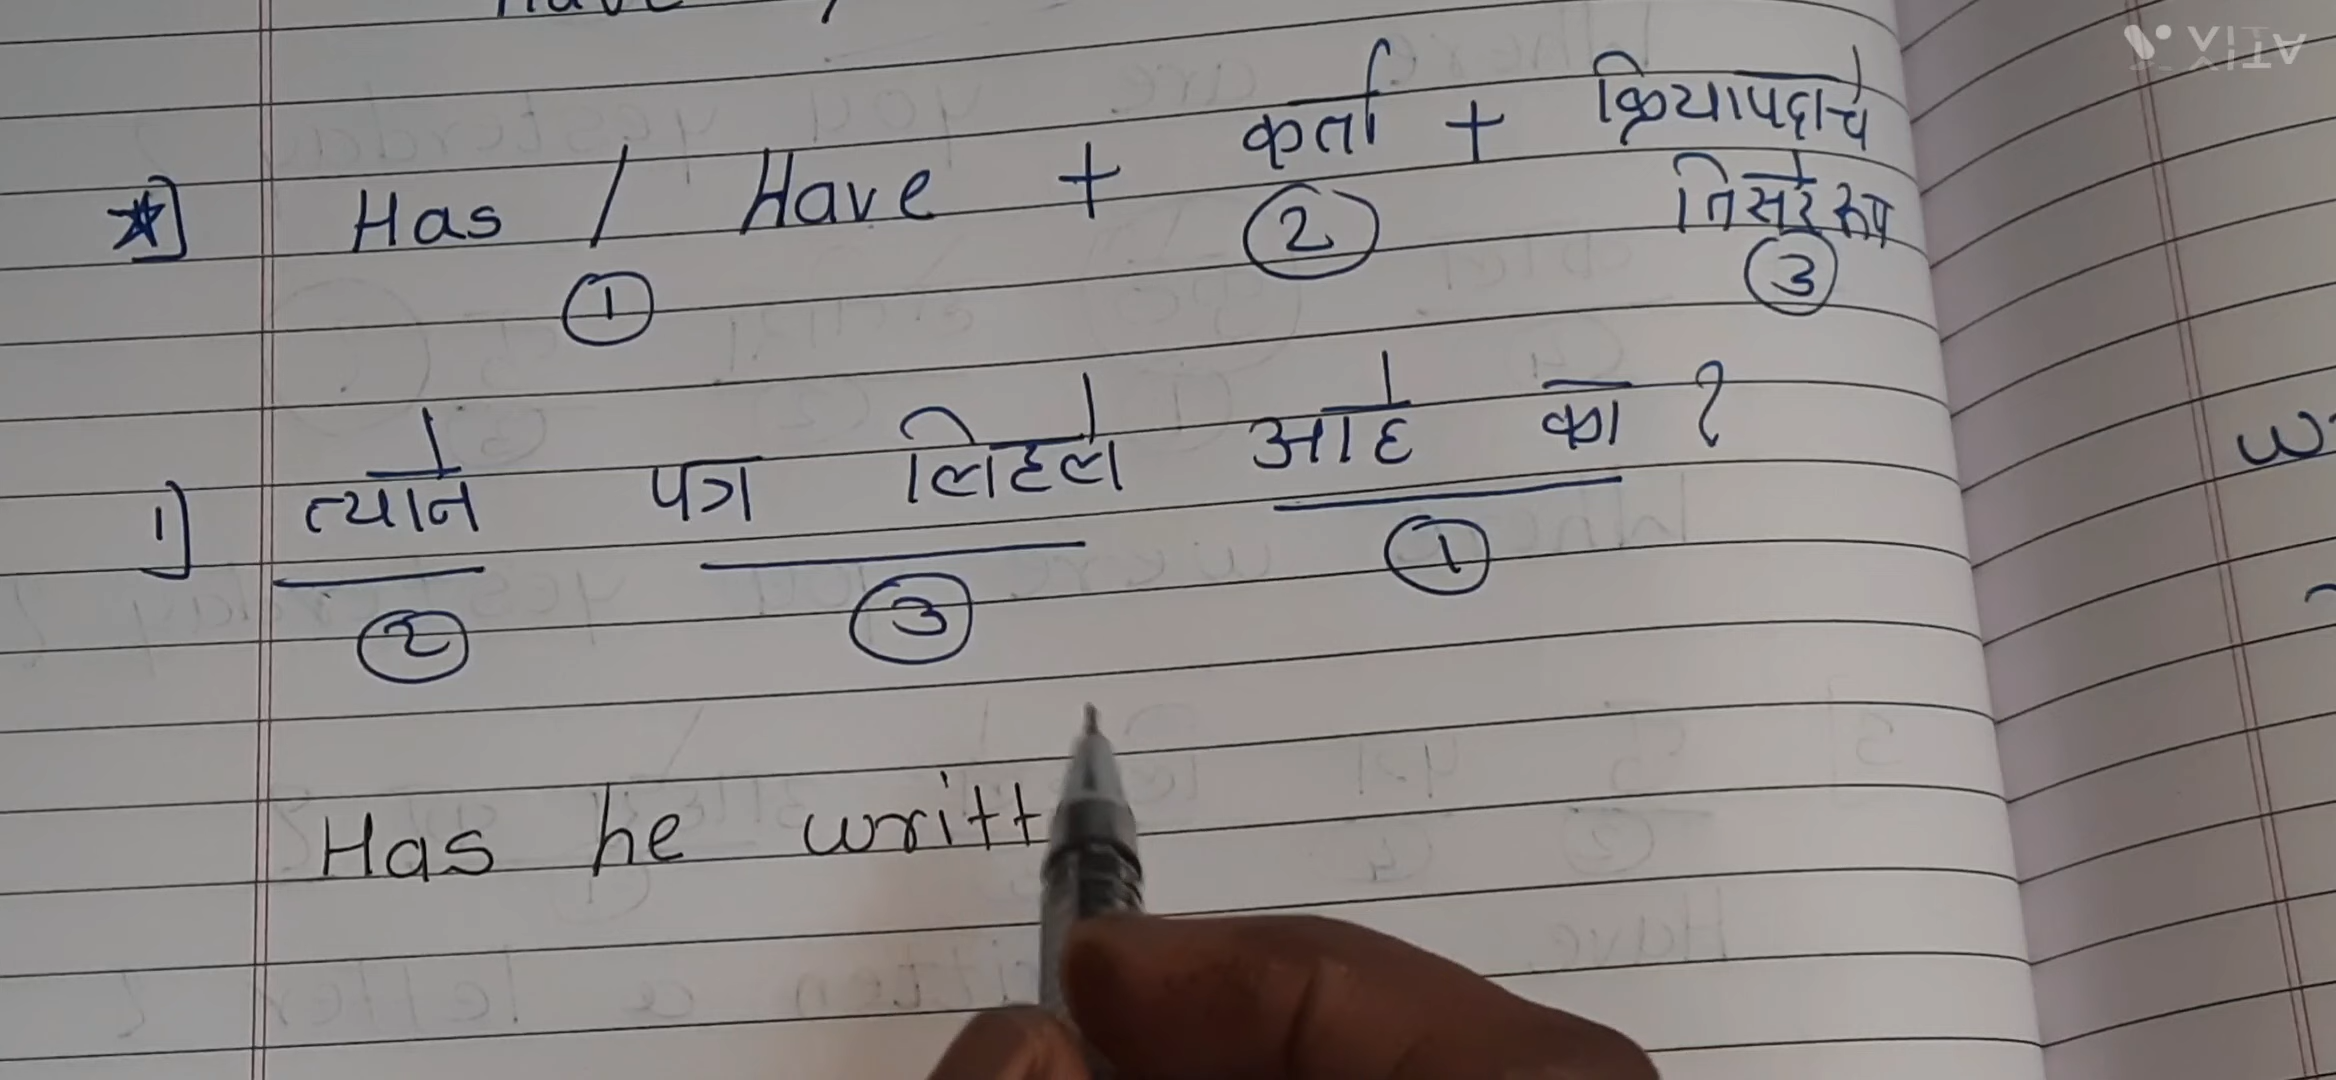 Has / Have + कर्ता + क्रियापदाचे
तिसरे रूप
① ② ③
1] त्याने पत्र लिहिले आहे का ?
② ③ ①
Has he writt